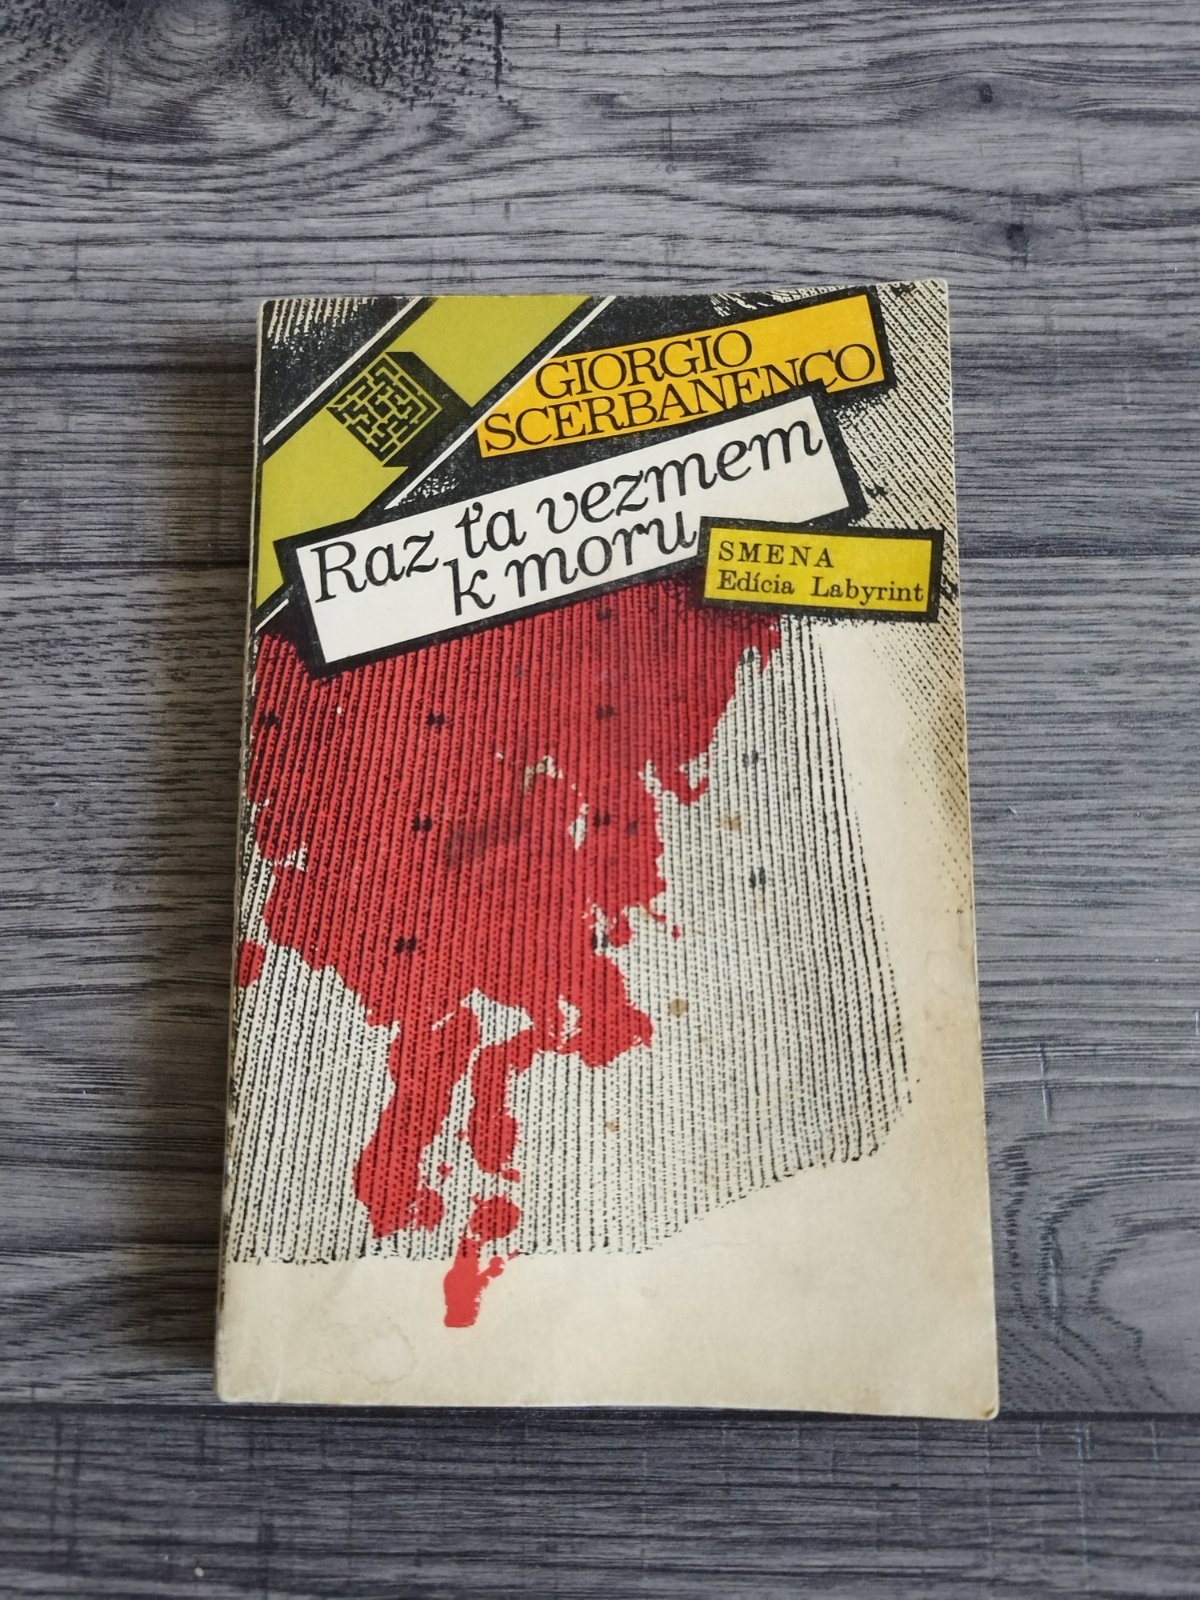 GIORGIO
SCERBANENCO
Raz ťa vezmem
k moru
SMENA
Edícia Labyrint